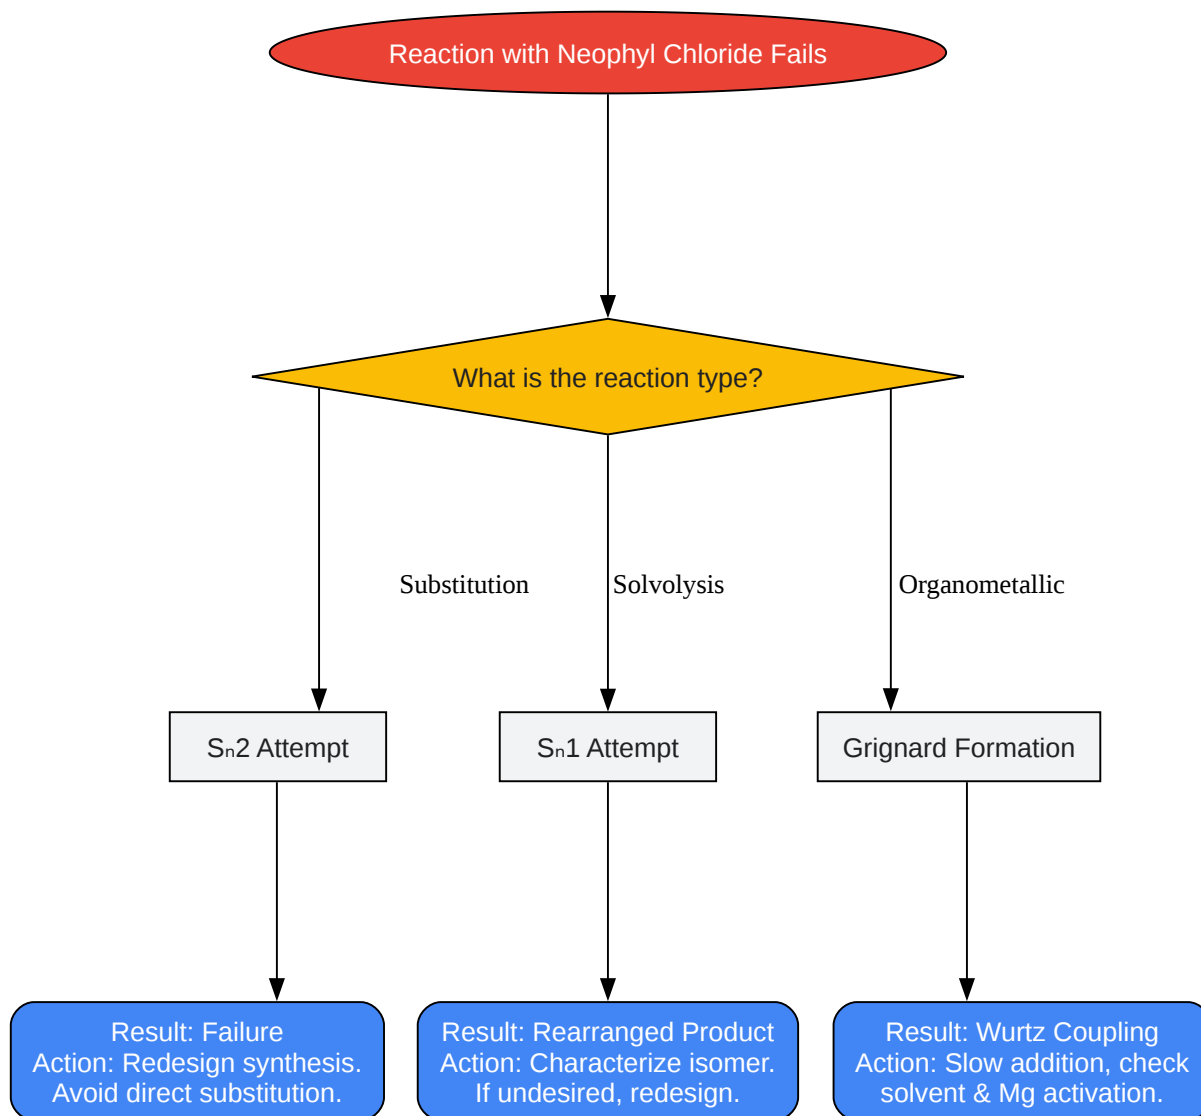 Reaction with Neophyl Chloride Fails
What is the reaction type?
Substitution
Solvolysis
Organometallic
Sₙ2 Attempt
Sₙ1 Attempt
Grignard Formation
Result: Failure
Action: Redesign synthesis.
Avoid direct substitution.
Result: Rearranged Product
Action: Characterize isomer.
If undesired, redesign.
Result: Wurtz Coupling
Action: Slow addition, check
solvent & Mg activation.